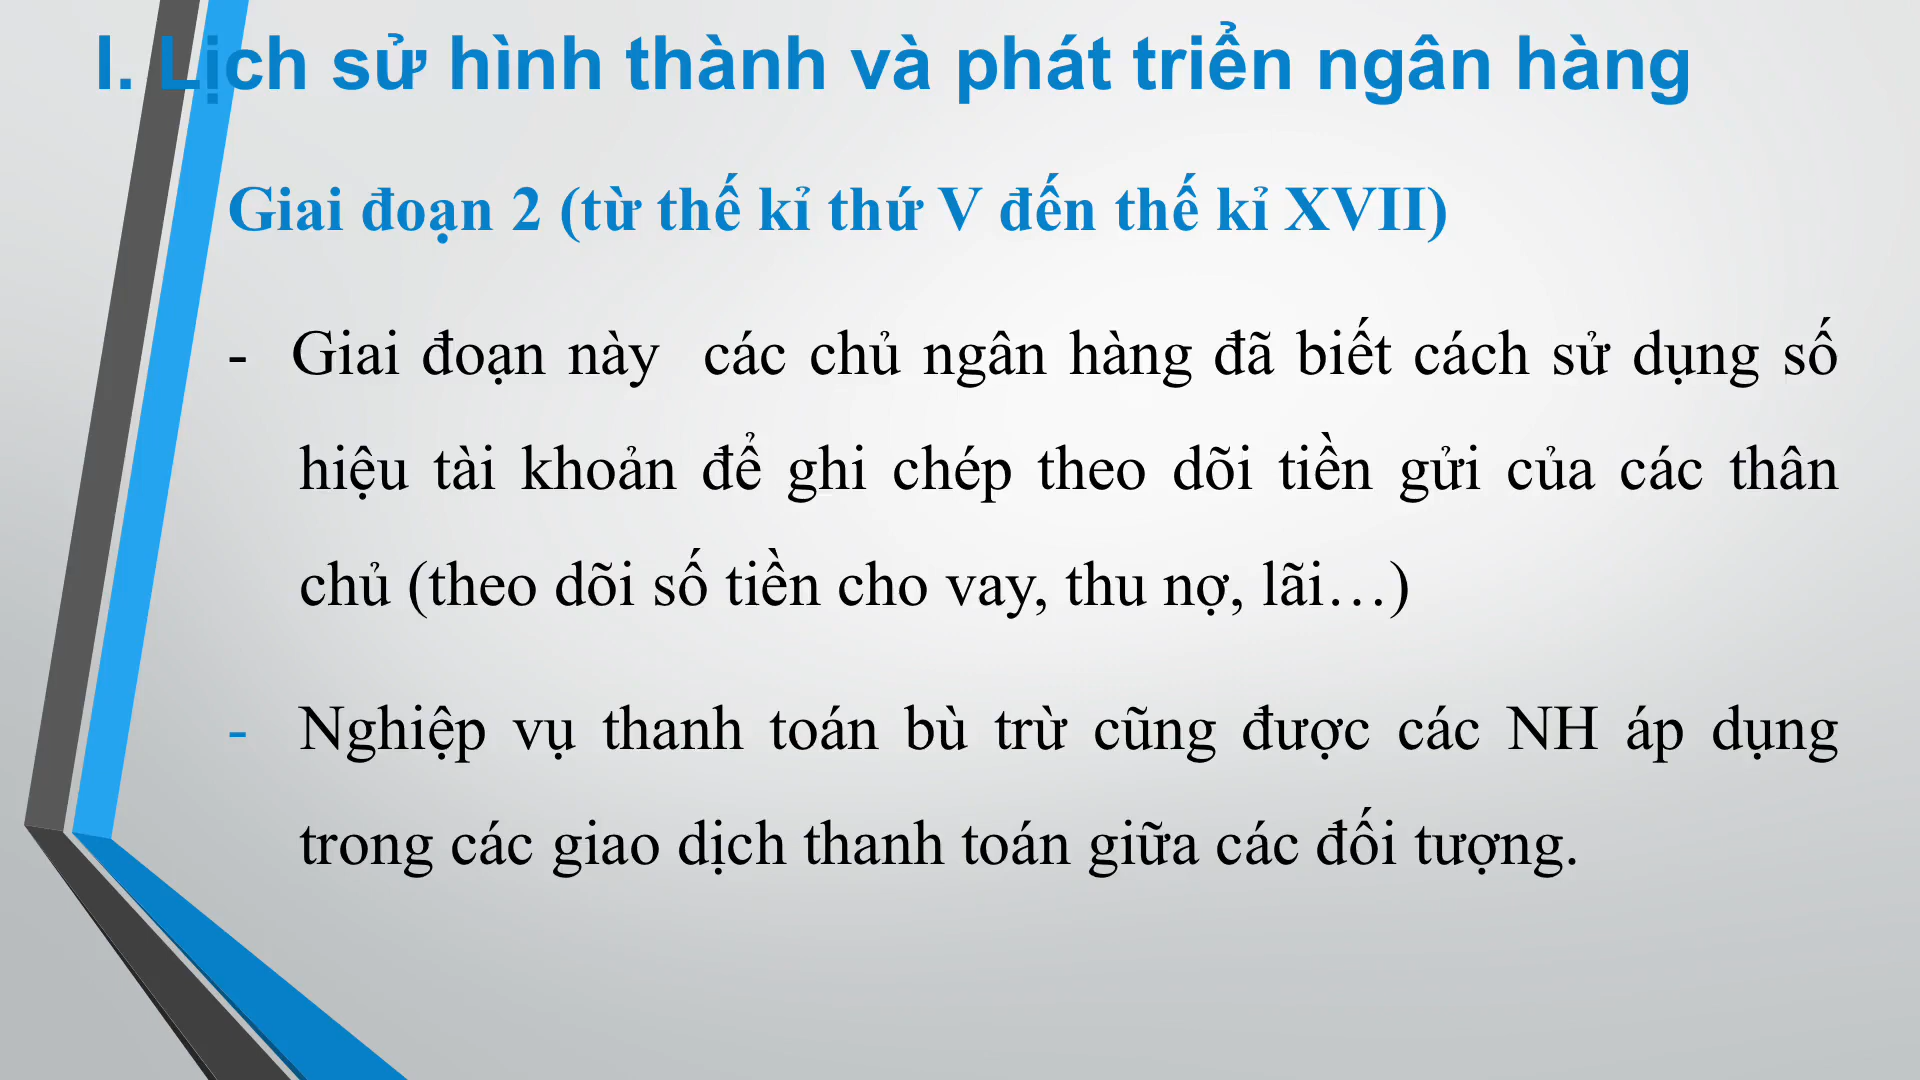 I. Lịch sử hình thành và phát triển ngân hàng
Giai đoạn 2 (từ thế kỉ thứ V đến thế kỉ XVII)
- Giai đoạn này các chủ ngân hàng đã biết cách sử dụng số
hiệu tài khoản để ghi chép theo dõi tiền gửi của các thân
chủ (theo dõi số tiền cho vay, thu nợ, lãi…)
- Nghiệp vụ thanh toán bù trừ cũng được các NH áp dụng
trong các giao dịch thanh toán giữa các đối tượng.